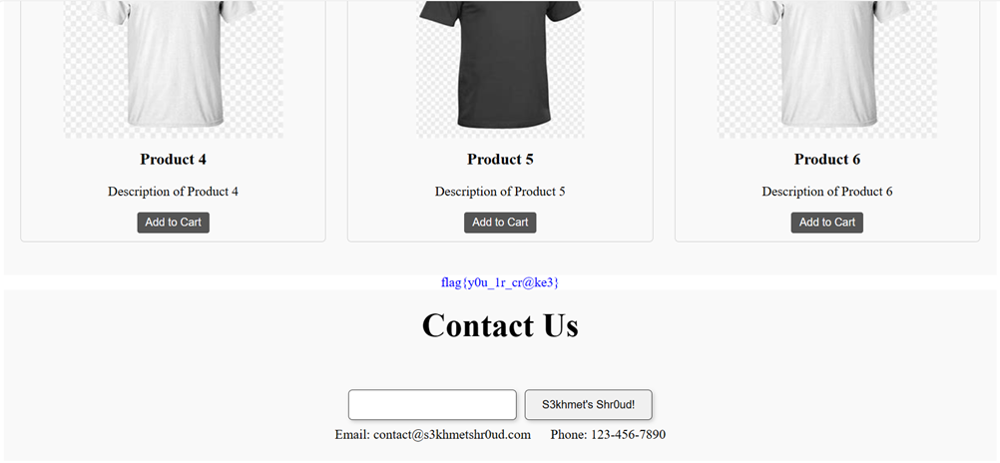 Product 4 Product 5 Product 6
Description of Product 4 Description of Product 5 Description of Product 6
Add to Cart Add to Cart Add to Cart
flag{y0u_1r_cr@ke3}
Contact Us
S3khmet's Shr0ud!
Email: contact@s3khmetshr0ud.com Phone: 123-456-7890